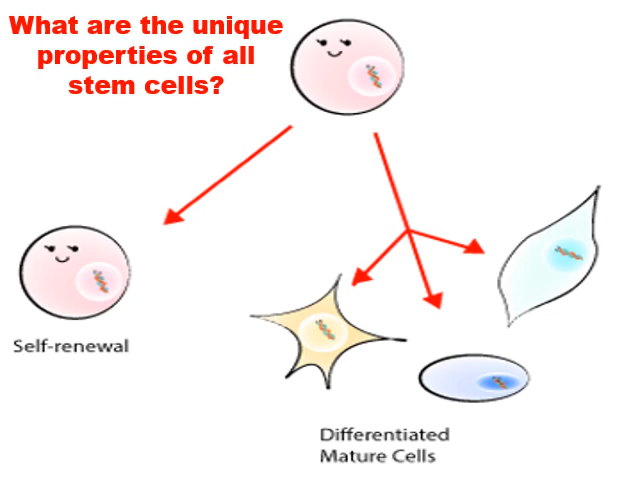 What are the unique
properties of all
stem cells?
Self-renewal
Differentiated
Mature Cells